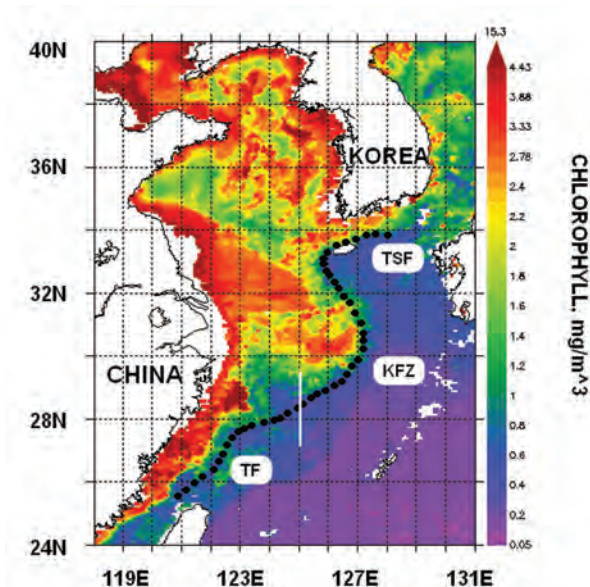 15.3
40N
36N
32N
28N
24N
119E
123E
127E
131E
KOREA
CHINA
TSF
KFZ
TF
4.43
3.88
3.33
2.78
2.4
2.2
2
1.8
1.6
1.4
1.2
1
0.8
0.6
0.4
0.2
0.05
CHLOROPHYLL, mg/m^3